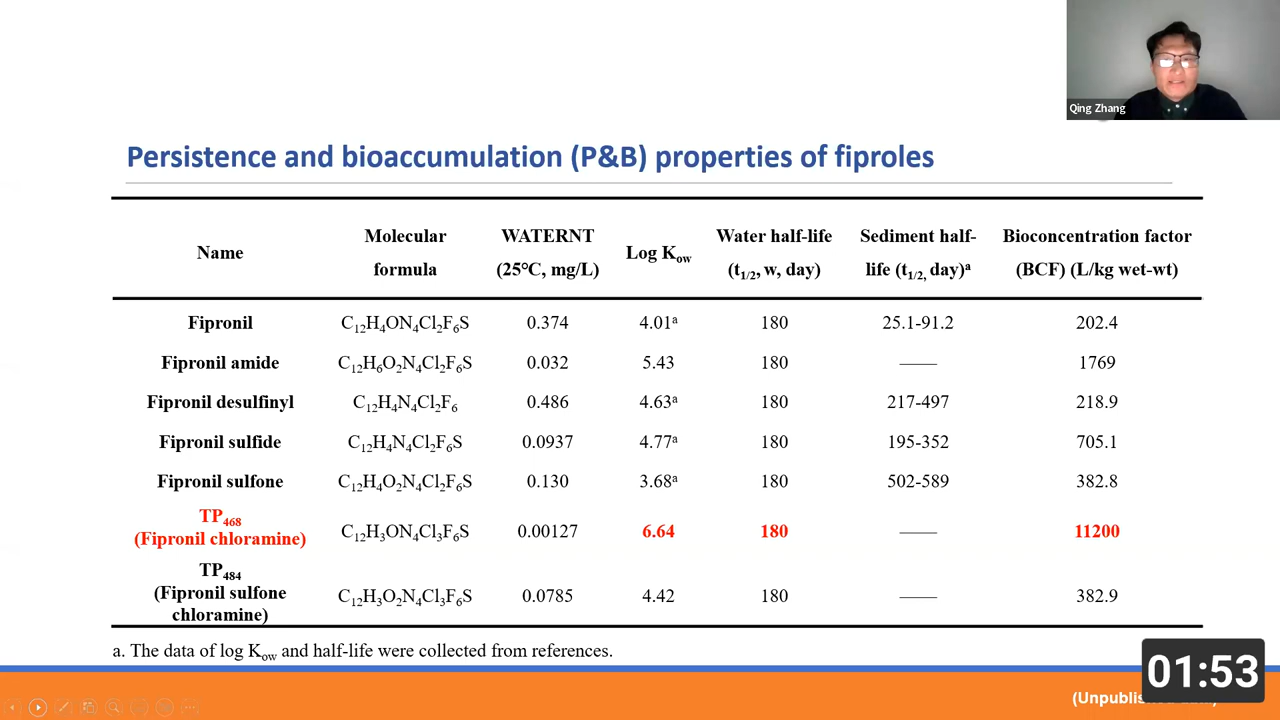 Qing Zhang
Persistence and bioaccumulation (P&B) properties of fiproles
Name
Molecular formula
WATERNT (25℃, mg/L)
Log Kow
Water half-life (t1/2, w, day)
Sediment half-life (t1/2, day)a
Bioconcentration factor (BCF) (L/kg wet-wt)
Fipronil C12H4ON4Cl2F6S 0.374 4.01a 180 25.1-91.2 202.4
Fipronil amide C12H6O2N4Cl2F6S 0.032 5.43 180 —— 1769
Fipronil desulfinyl C12H4N4Cl2F6 0.486 4.63a 180 217-497 218.9
Fipronil sulfide C12H4N4Cl2F6S 0.0937 4.77a 180 195-352 705.1
Fipronil sulfone C12H4O2N4Cl2F6S 0.130 3.68a 180 502-589 382.8
TP468 (Fipronil chloramine) C12H3ON4Cl3F6S 0.00127 6.64 180 —— 11200
TP484 (Fipronil sulfone chloramine) C12H3O2N4Cl3F6S 0.0785 4.42 180 —— 382.9
a. The data of log Kow and half-life were collected from references.
01:53